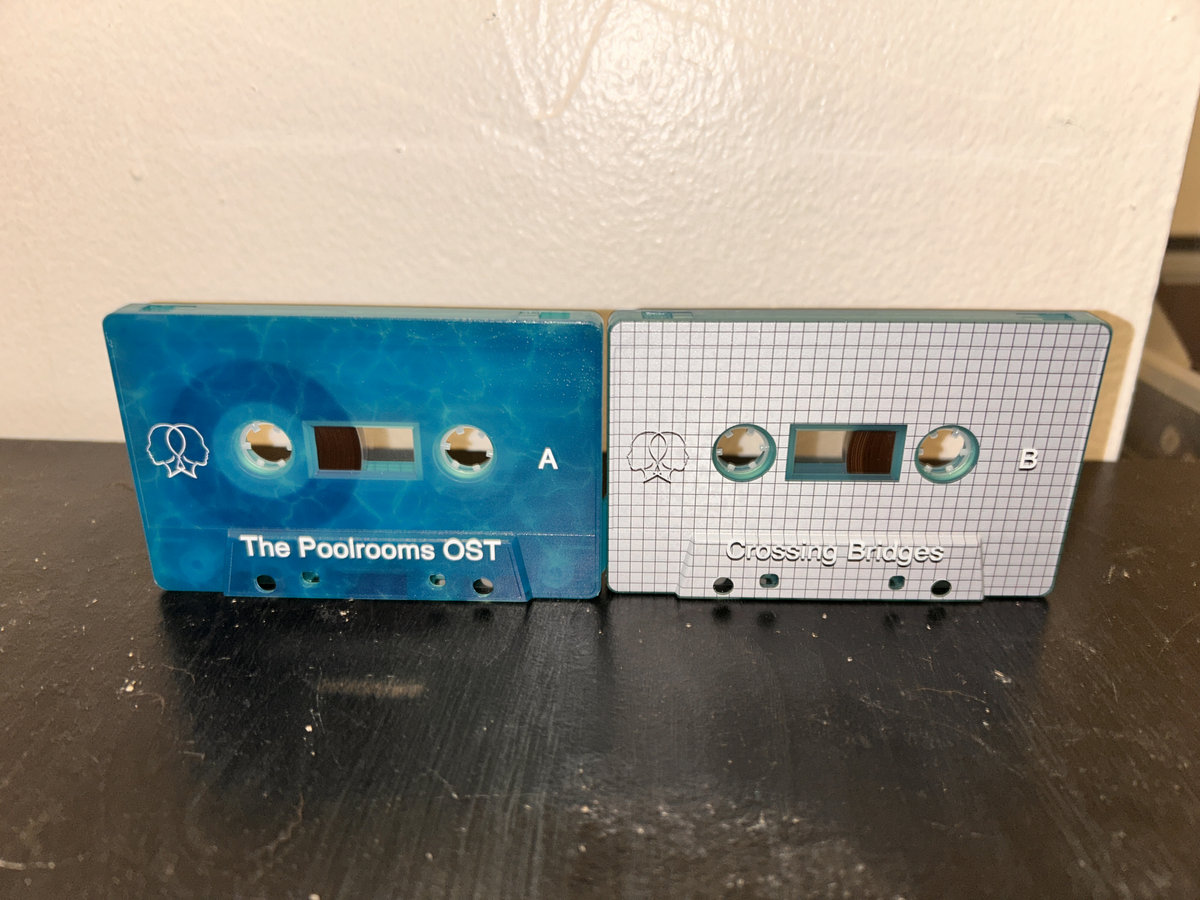 A
The Poolrooms OST
B
Crossing Bridges